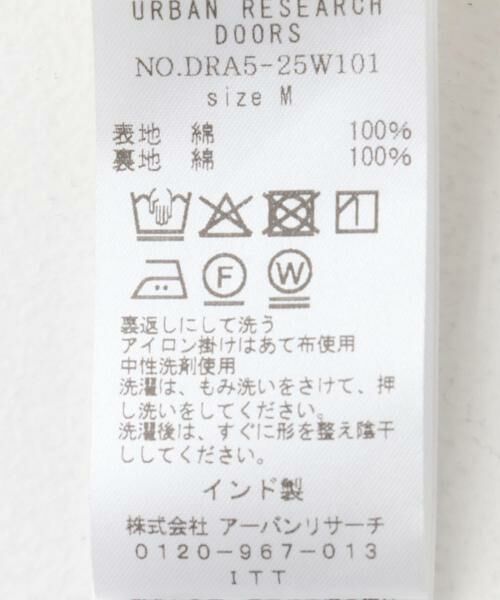 URBAN RESEARCH
DOORS
NO.DRA5-25W101
size M
表地 綿 100%
裏地 綿 100%
F W
裏返しにして洗う
アイロン掛けはあて布使用
中性洗剤使用
洗濯は、もみ洗いをさけて、押
し洗いをしてください。
洗濯後は、すぐに形を整え陰干
ししてください。
インド製
株式会社 アーバンリサーチ
0120-967-013
ITT